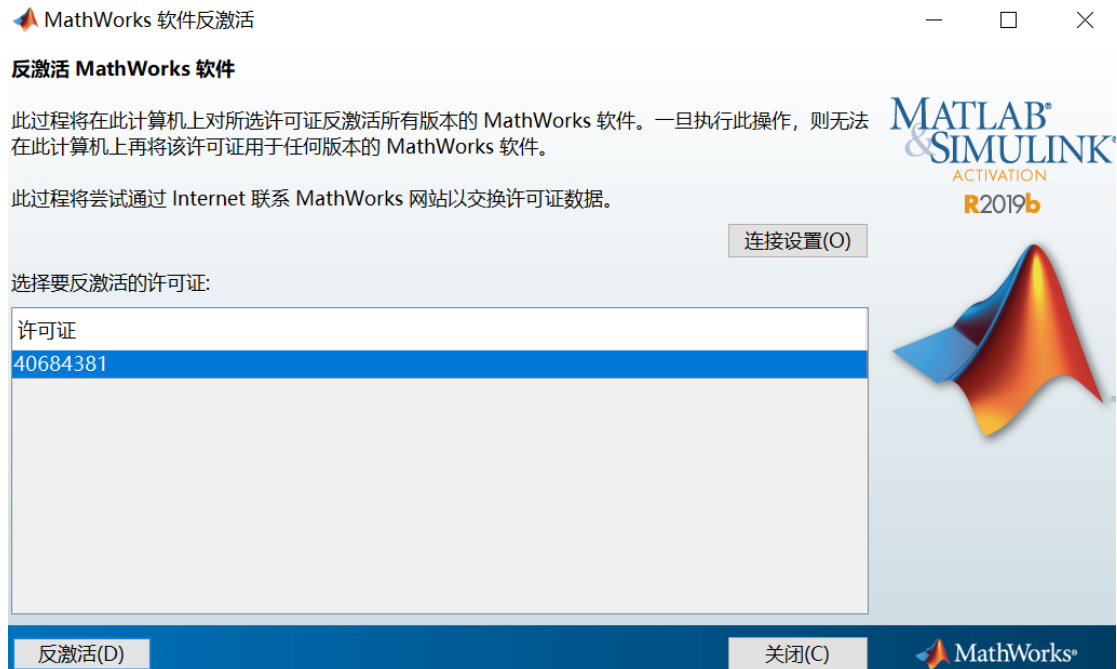 MathWorks 软件反激活
反激活 MathWorks 软件
此过程将在此计算机上对所选许可证反激活所有版本的 MathWorks 软件。一旦执行此操作，则无法
在此计算机上再将该许可证用于任何版本的 MathWorks 软件。
此过程将尝试通过 Internet 联系 MathWorks 网站以交换许可证数据。
连接设置(O)
选择要反激活的许可证:
许可证
40684381
反激活(D)
关闭(C)
MATLAB®
&SIMULINK®
ACTIVATION
R2019b
®
MathWorks®